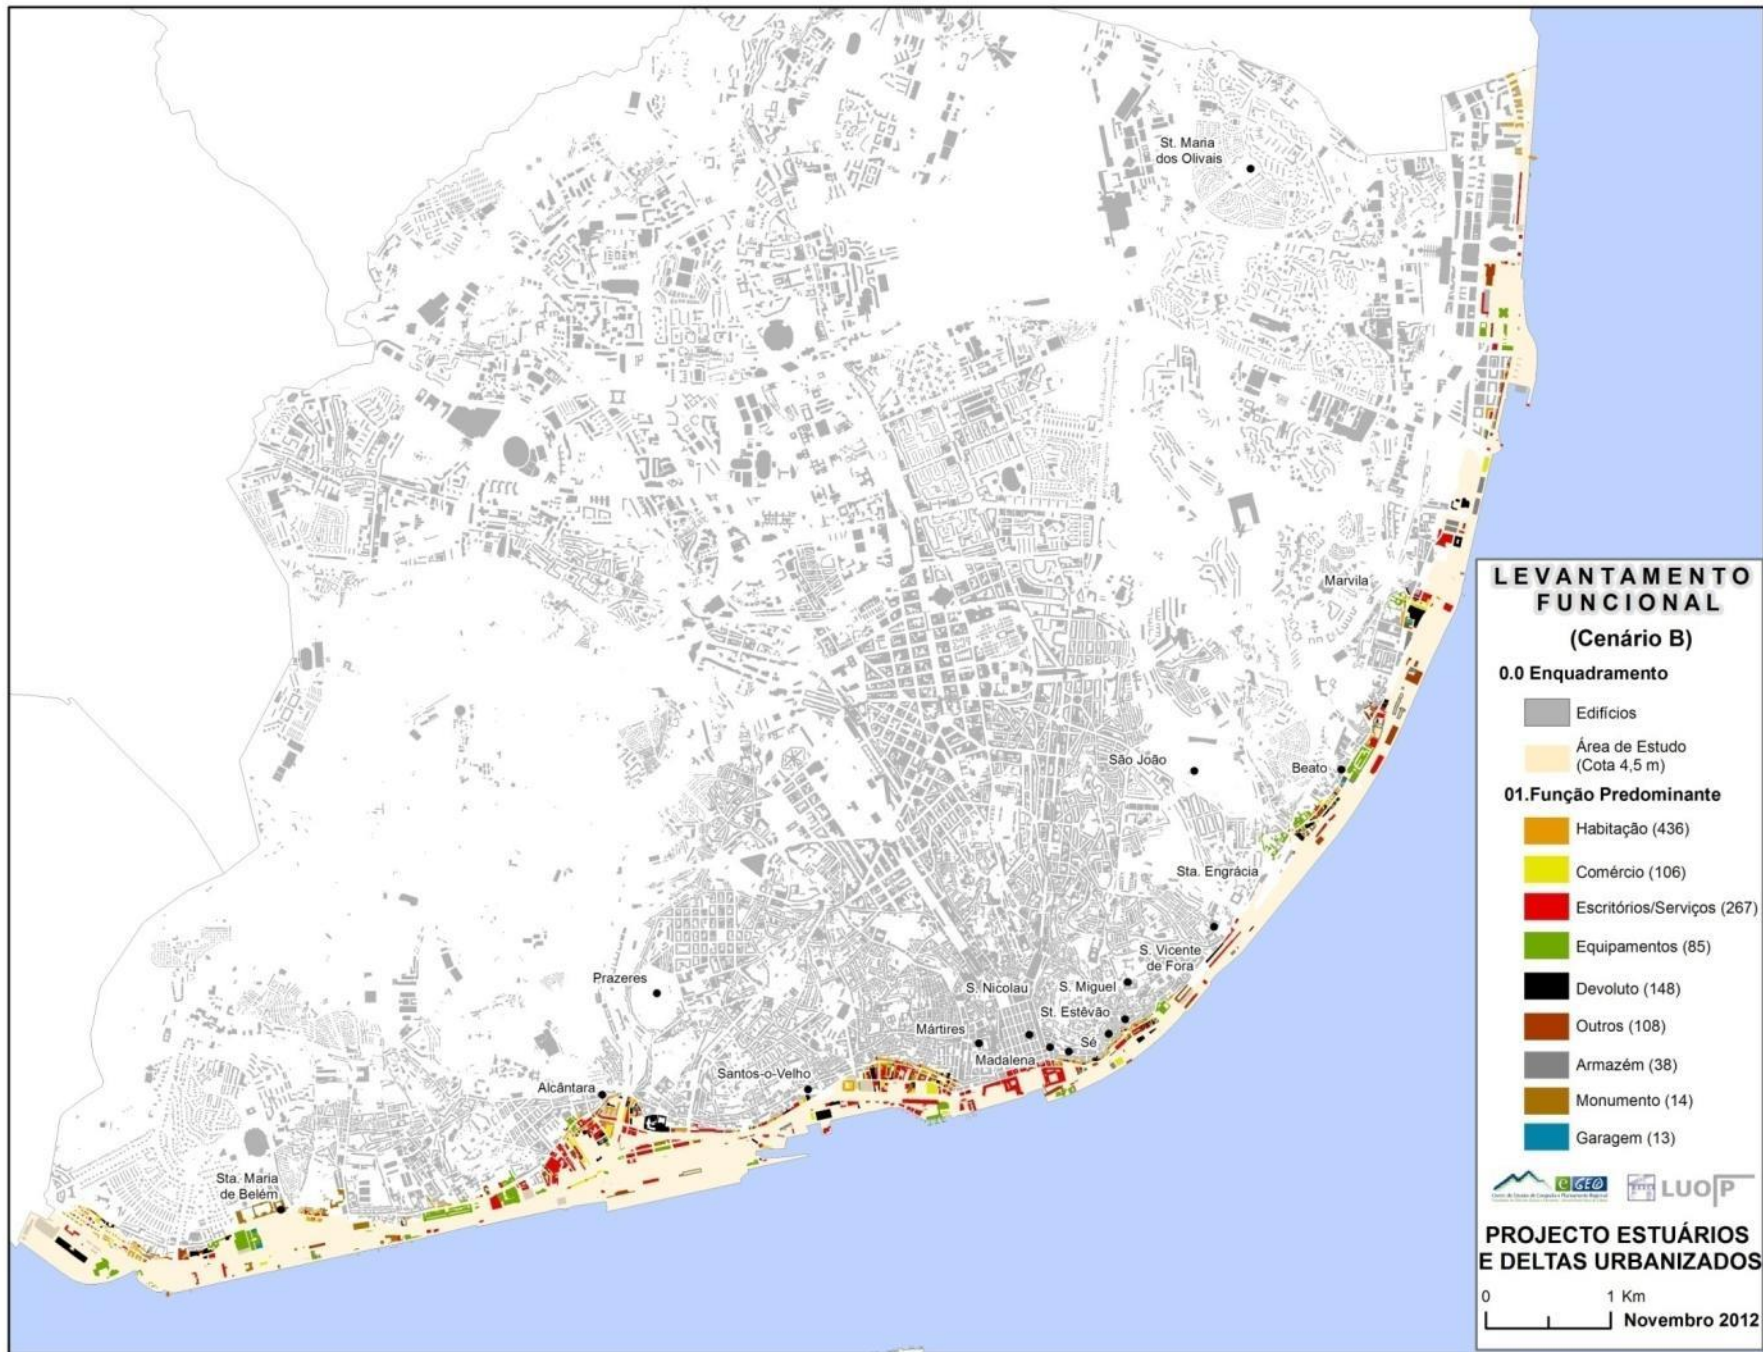 St. Maria
dos Olivais
Marvila
São João
Beato
Sta. Engrácia
S. Vicente
de Fora
Prazeres
S. Nicolau
S. Miguel
St. Estêvão
Mártires
Sé
Madalena
Santos-o-Velho
Alcântara
Sta. Maria
de Belém
LEVANTAMENTO
FUNCIONAL
(Cenário B)
0.0 Enquadramento
Edifícios
Área de Estudo
(Cota 4,5 m)
01.Função Predominante
Habitação (436)
Comércio (106)
Escritórios/Serviços (267)
Equipamentos (85)
Devoluto (148)
Outros (108)
Armazém (38)
Monumento (14)
Garagem (13)
e GEO
LUOTP
PROJECTO ESTUÁRIOS
E DELTAS URBANIZADOS
0 1 Km
Novembro 2012